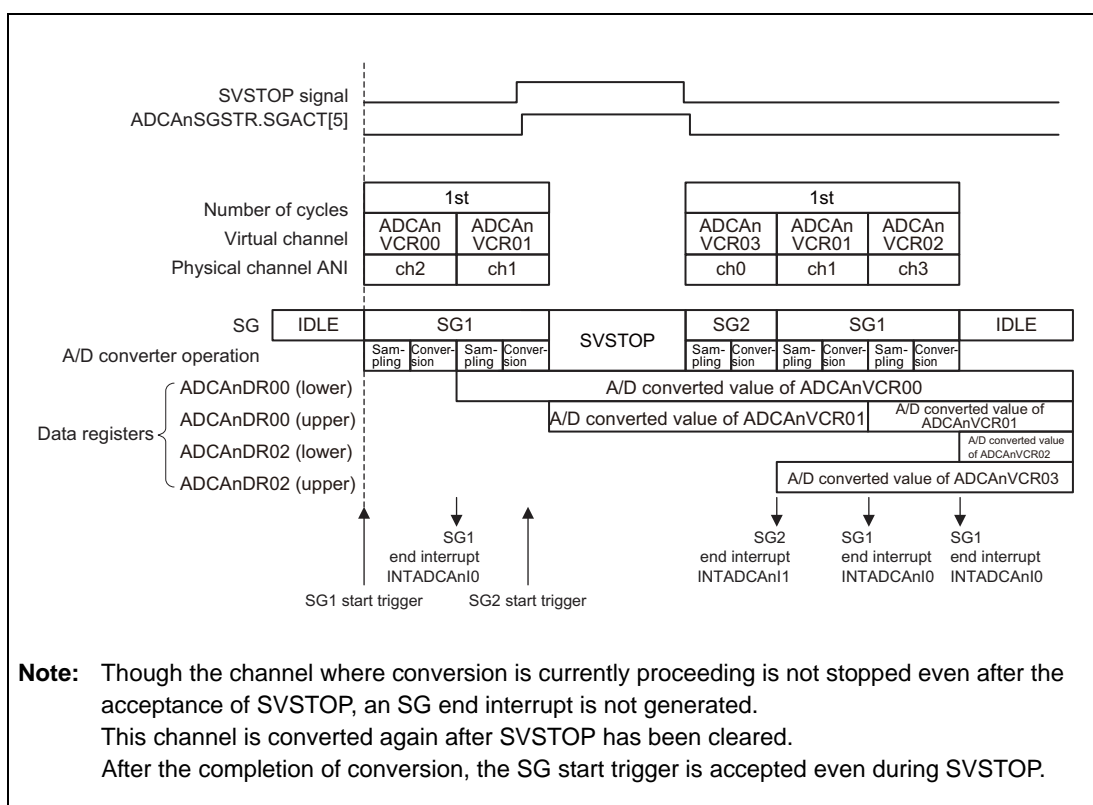 SVSTOP signal
ADCAnSGSTR.SGACT[5]
Number of cycles
1st
1st
Virtual channel
ADCAn
VCR00
ADCAn
VCR01
ADCAn
VCR03
ADCAn
VCR01
ADCAn
VCR02
Physical channel ANI
ch2
ch1
ch0
ch1
ch3
SG
IDLE
SG1
SVSTOP
SG2
SG1
IDLE
A/D converter operation
Sam-
pling
Conver-
sion
Sam-
pling
Conver-
sion
Sam-
pling
Conver-
sion
Sam-
pling
Conver-
sion
Sam-
pling
Conver-
sion
Data registers
ADCAnDR00 (lower)
A/D converted value of ADCAnVCR00
ADCAnDR00 (upper)
A/D converted value of ADCAnVCR01
A/D converted value of
ADCAnVCR01
ADCAnDR02 (lower)
A/D converted value
of ADCAnVCR02
ADCAnDR02 (upper)
A/D converted value of ADCAnVCR03
SG1
end interrupt
INTADCAnI0
SG2
end interrupt
INTADCAnI1
SG1
end interrupt
INTADCAnI0
SG1
end interrupt
INTADCAnI0
SG1 start trigger
SG2 start trigger
Note: Though the channel where conversion is currently proceeding is not stopped even after the
acceptance of SVSTOP, an SG end interrupt is not generated.
This channel is converted again after SVSTOP has been cleared.
After the completion of conversion, the SG start trigger is accepted even during SVSTOP.